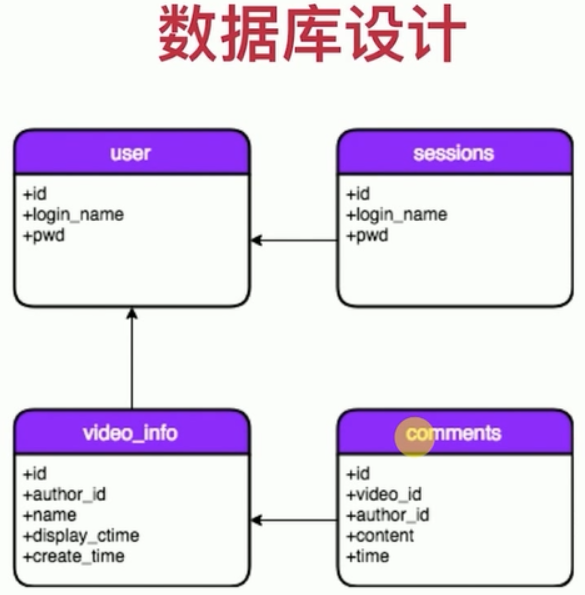 数据库设计
user
+id
+login_name
+pwd
sessions
+id
+login_name
+pwd
video_info
+id
+author_id
+name
+display_ctime
+create_time
comments
+id
+video_id
+author_id
+content
+time